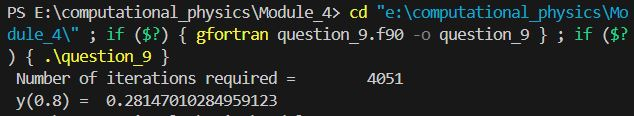 PS E:\computational_physics\Module_4> cd "e:\computational_physics\Mo
dule_4\" ; if ($?) { gfortran question_9.f90 -o question_9 } ; if ($?
) { .\question_9 }
Number of iterations required =        4051
y(0.8) =  0.28147010284959123